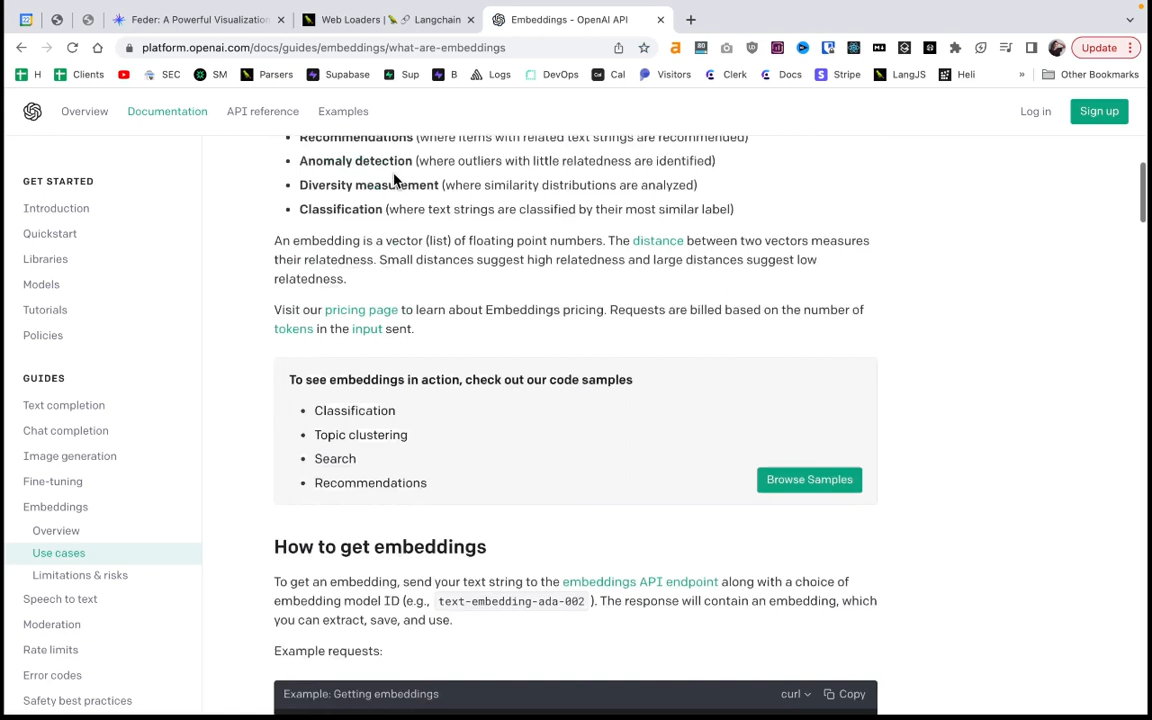 Feder: A Powerful Visualization
Web Loaders | 🦜️🔗 Langchain
Embeddings - OpenAI API
platform.openai.com/docs/guides/embeddings/what-are-embeddings
Update
H
Clients
SEC
SM
Parsers
Supabase
Sup
B
Logs
DevOps
Cal
Visitors
Clerk
Docs
Stripe
LangJS
Heli
»
Other Bookmarks
Overview
Documentation
API reference
Examples
Log in
Sign up
GET STARTED
Introduction
Quickstart
Libraries
Models
Tutorials
Policies
GUIDES
Text completion
Chat completion
Image generation
Fine-tuning
Embeddings
Overview
Use cases
Limitations & risks
Speech to text
Moderation
Rate limits
Error codes
Safety best practices
• Recommendations (where items with related text strings are recommended)
• Anomaly detection (where outliers with little relatedness are identified)
• Diversity measurement (where similarity distributions are analyzed)
• Classification (where text strings are classified by their most similar label)
An embedding is a vector (list) of floating point numbers. The distance between two vectors measures
their relatedness. Small distances suggest high relatedness and large distances suggest low
relatedness.
Visit our pricing page to learn about Embeddings pricing. Requests are billed based on the number of
tokens in the input sent.
To see embeddings in action, check out our code samples
• Classification
• Topic clustering
• Search
• Recommendations
Browse Samples
How to get embeddings
To get an embedding, send your text string to the embeddings API endpoint along with a choice of
embedding model ID (e.g., text-embedding-ada-002 ). The response will contain an embedding, which
you can extract, save, and use.
Example requests:
Example: Getting embeddings
curl
Copy